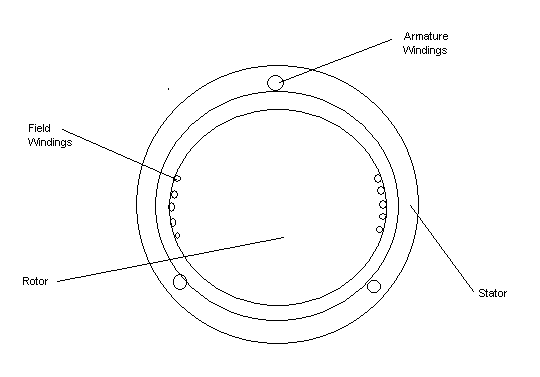 Armature
Windings
Field
Windings
Rotor
Stator